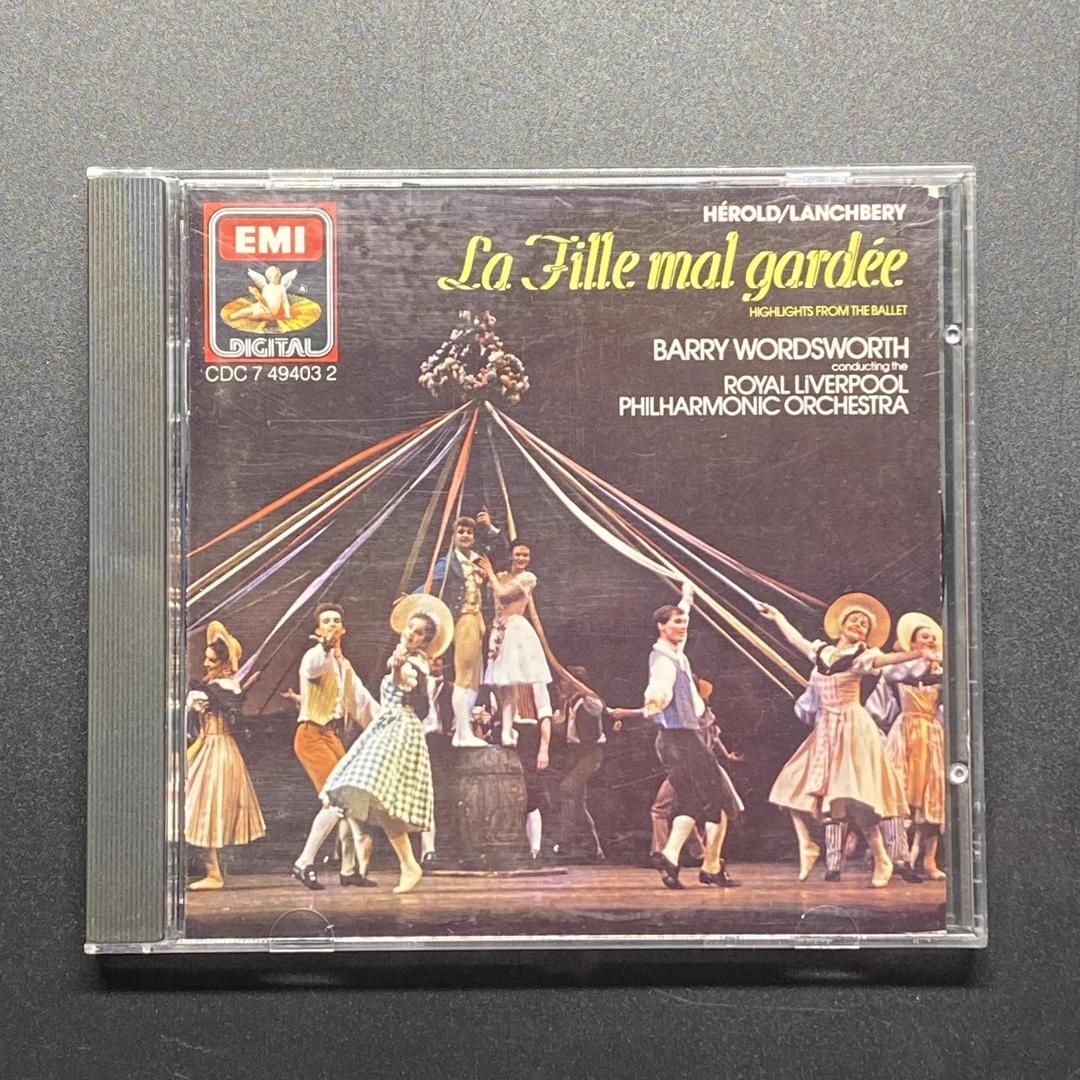 EMI
DIGITAL
CDC 7 49403 2
HÉROLD/LANCHBERY
La Fille mal gardée
HIGHLIGHTS FROM THE BALLET
BARRY WORDSWORTH
conducting the
ROYAL LIVERPOOL
PHILHARMONIC ORCHESTRA